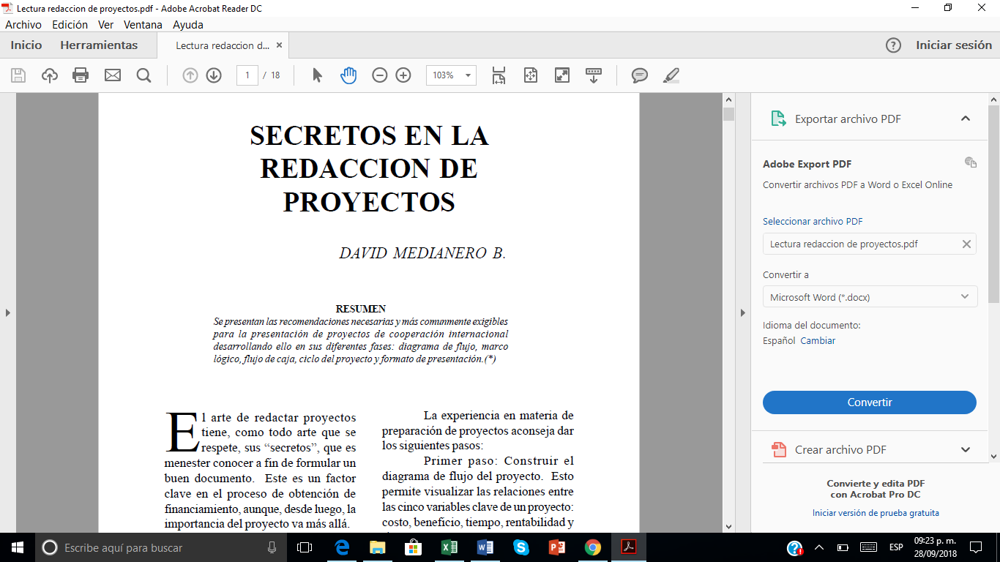 Lectura redaccion de proyectos.pdf - Adobe Acrobat Reader DC
Archivo Edición Ver Ventana Ayuda
Inicio Herramientas Lectura redaccion d... Iniciar sesión
1 / 18 103%
SECRETOS EN LA
REDACCION DE
PROYECTOS
DAVID MEDIANERO B.
RESUMEN
Se presentan las recomendaciones necesarias y más comunmente exigibles
para la presentación de proyectos de cooperación internacional
desarrollando ello en sus diferentes fases: diagrama de flujo, marco
lógico, flujo de caja, ciclo del proyecto y formato de presentación.(*)
El arte de redactar proyectos
tiene, como todo arte que se
respete, sus “secretos”, que es
menester conocer a fin de formular un
buen documento. Este es un factor
clave en el proceso de obtención de
financiamiento, aunque, desde luego, la
importancia del proyecto va más allá.
La experiencia en materia de
preparación de proyectos aconseja dar
los siguientes pasos:
Primer paso: Construir el
diagrama de flujo del proyecto. Esto
permite visualizar las relaciones entre
las cinco variables clave de un proyecto:
costo, beneficio, tiempo, rentabilidad y
Exportar archivo PDF
Adobe Export PDF
Convertir archivos PDF a Word o Excel Online
Seleccionar archivo PDF
Lectura redaccion de proyectos.pdf
Convertir a
Microsoft Word (*.docx)
Idioma del documento:
Español Cambiar
Convertir
Crear archivo PDF
Convierte y edita PDF
con Acrobat Pro DC
Iniciar versión de prueba gratuita
Escribe aquí para buscar
ESP
09:23 p. m.
28/09/2018